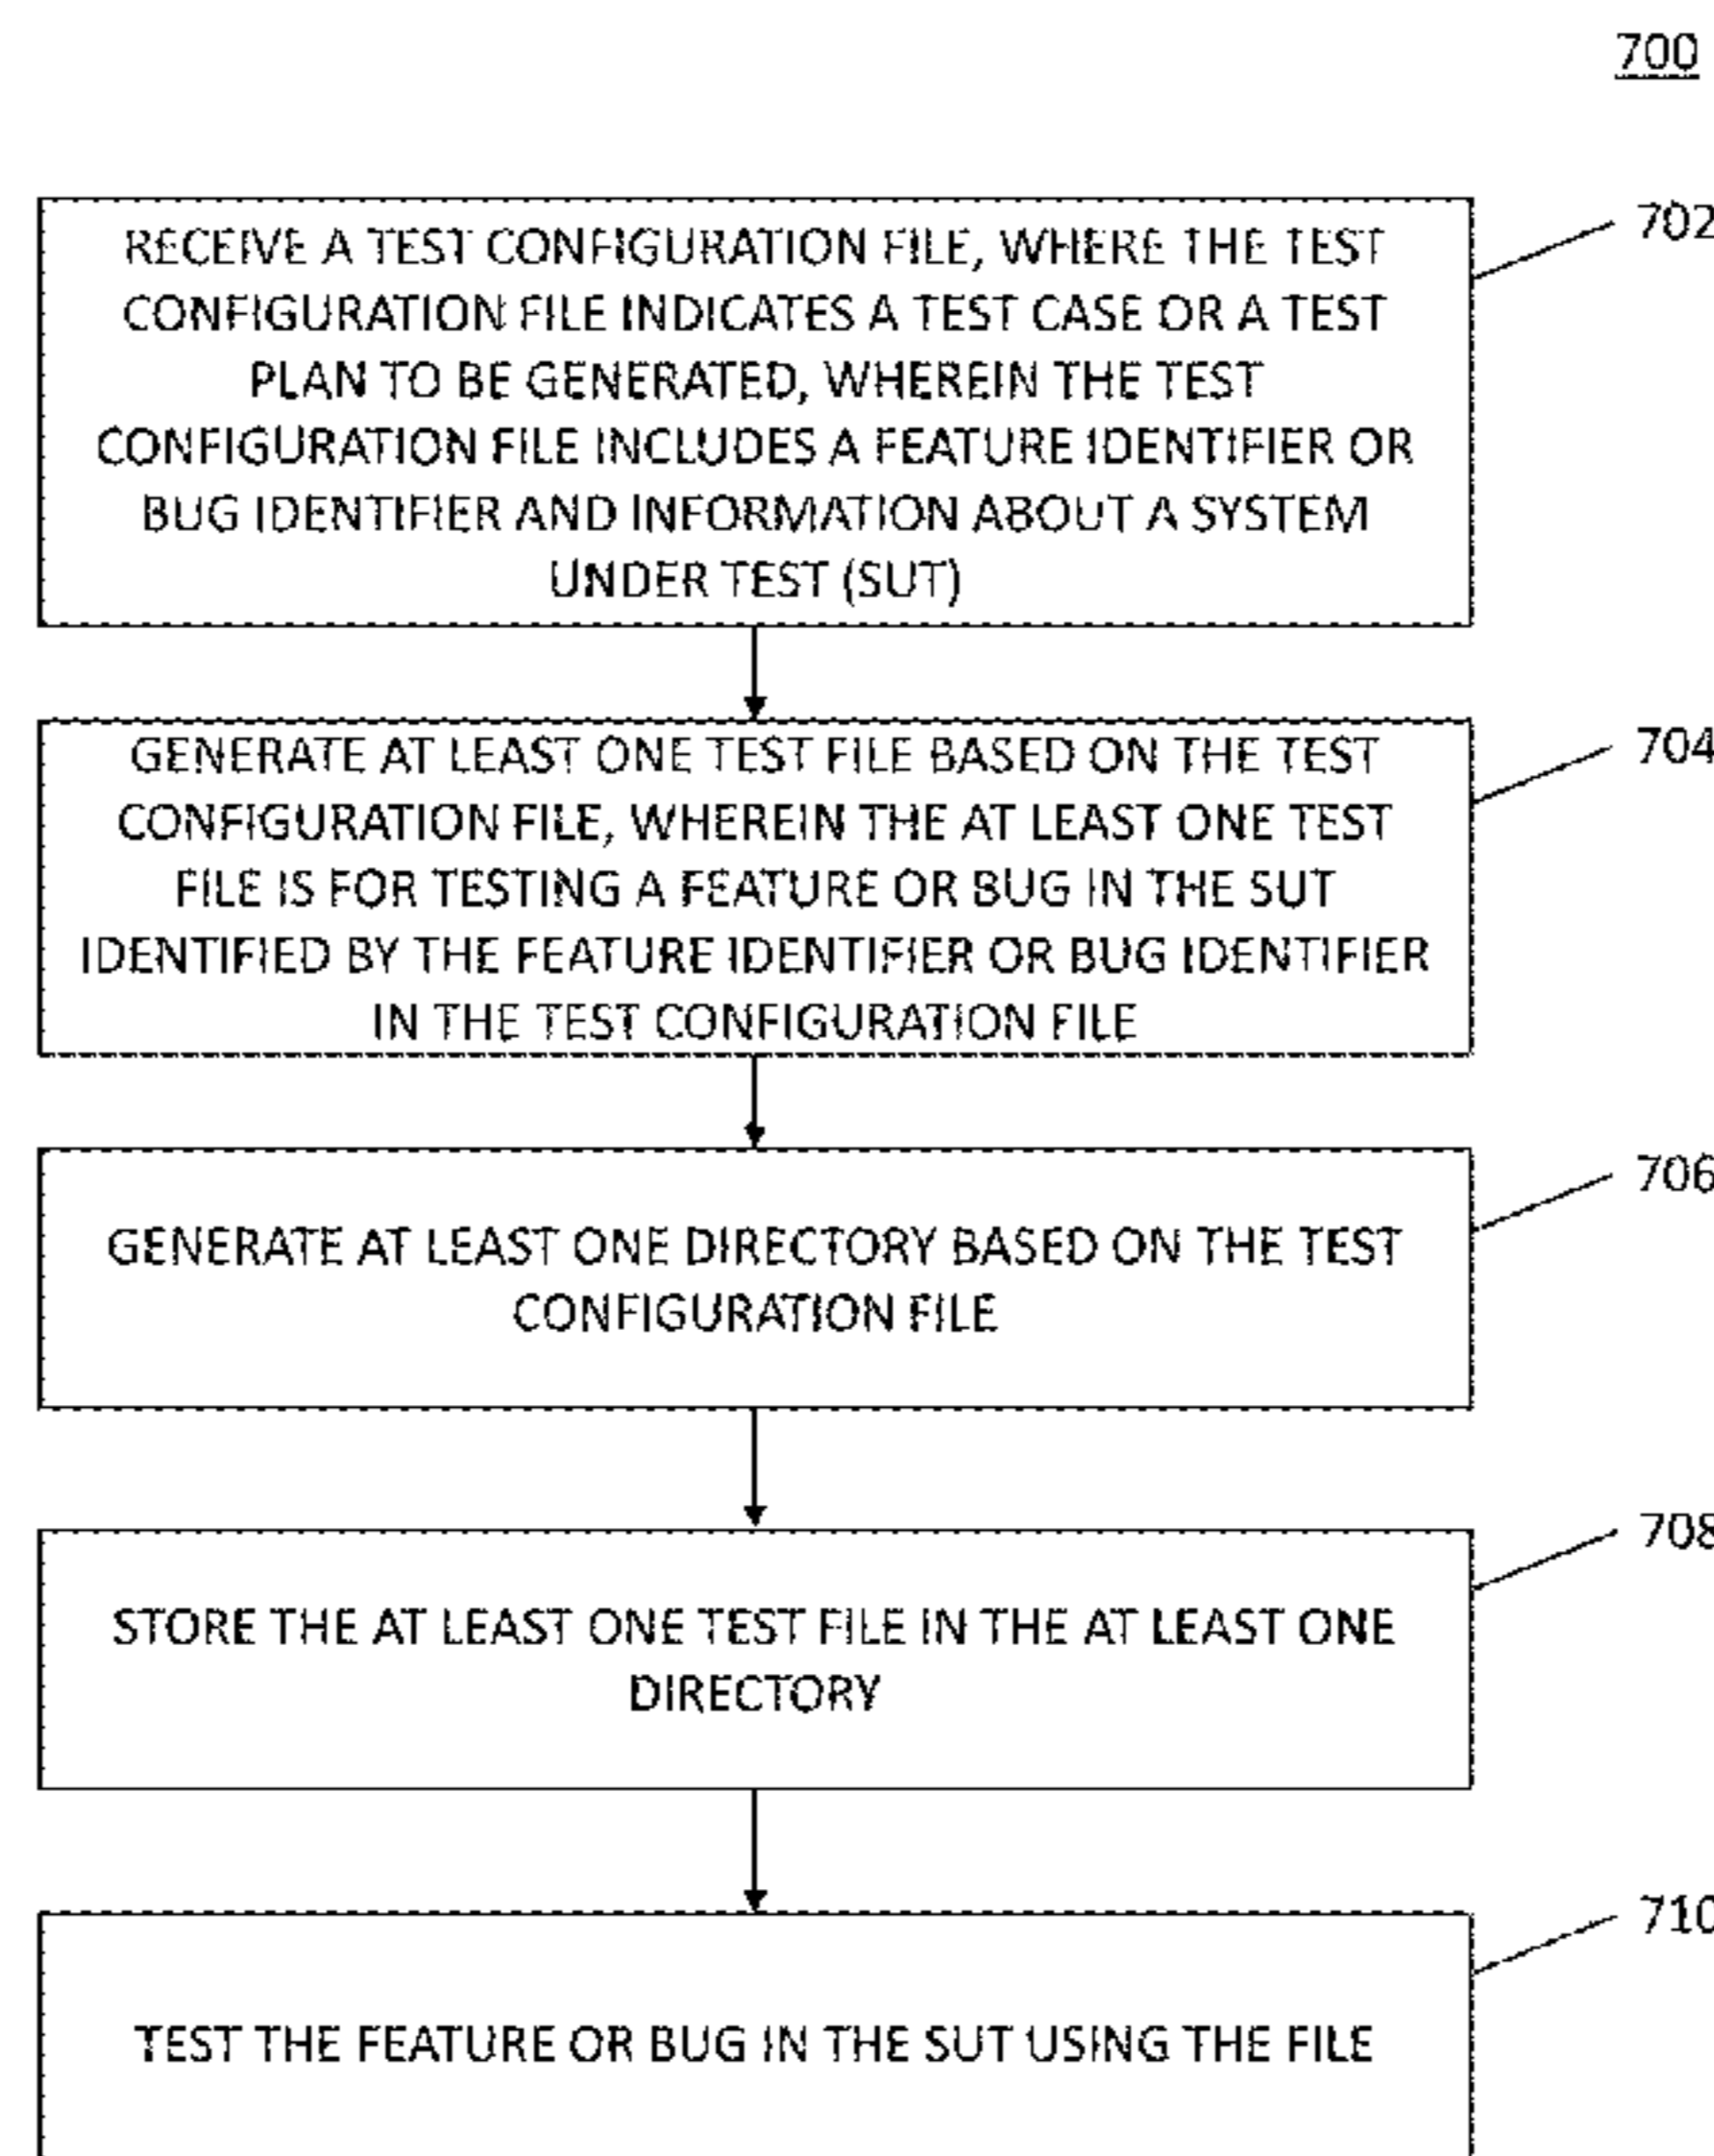 700
RECEIVE A TEST CONFIGURATION FILE, WHERE THE TEST
CONFIGURATION FILE INDICATES A TEST CASE OR A TEST
PLAN TO BE GENERATED, WHEREIN THE TEST
CONFIGURATION FILE INCLUDES A FEATURE IDENTIFIER OR
BUG IDENTIFIER AND INFORMATION ABOUT A SYSTEM
UNDER TEST (SUT)
702
GENERATE AT LEAST ONE TEST FILE BASED ON THE TEST
CONFIGURATION FILE, WHEREIN THE AT LEAST ONE TEST
FILE IS FOR TESTING A FEATURE OR BUG IN THE SUT
IDENTIFIED BY THE FEATURE IDENTIFIER OR BUG IDENTIFIER
IN THE TEST CONFIGURATION FILE
704
GENERATE AT LEAST ONE DIRECTORY BASED ON THE TEST
CONFIGURATION FILE
706
STORE THE AT LEAST ONE TEST FILE IN THE AT LEAST ONE
DIRECTORY
708
TEST THE FEATURE OR BUG IN THE SUT USING THE FILE
710